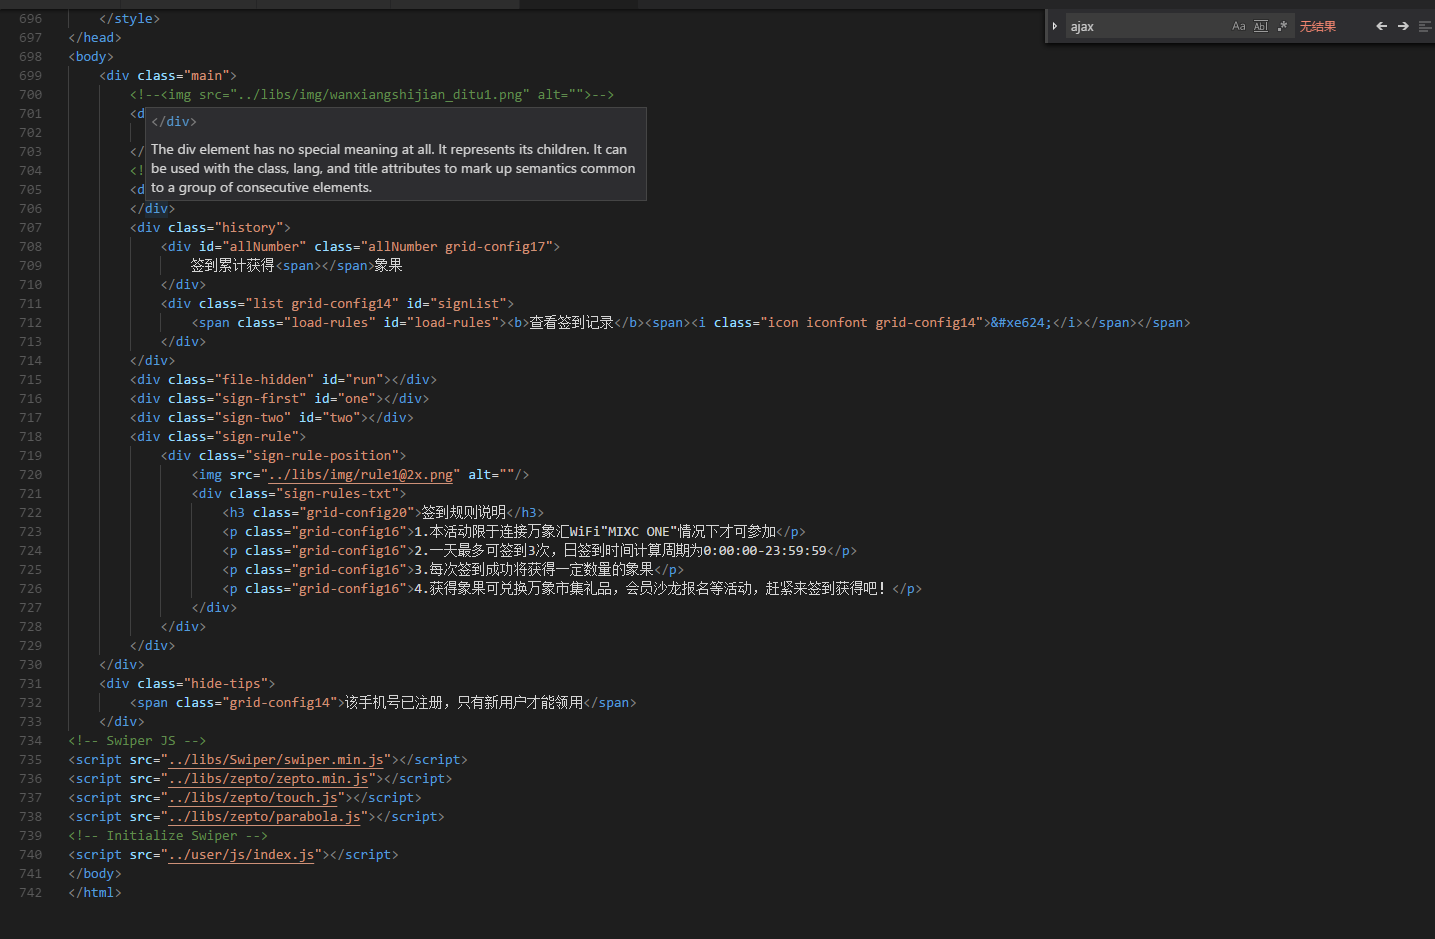 ajax Aa Abl .* 无结果
696 </style>
697 </head>
698 <body>
699 <div class="main">
700 <!--<img src="../libs/img/wanxiangshijian_ditu1.png" alt="">-->
701 <d
</div>
702
The div element has no special meaning at all. It represents its children. It can
703 </
be used with the class, lang, and title attributes to mark up semantics common
704 <!
to a group of consecutive elements.
705 <d
706 </div>
707 <div class="history">
708 <div id="allNumber" class="allNumber grid-config17">
709 签到累计获得<span></span>象果
710 </div>
711 <div class="list grid-config14" id="signList">
712 <span class="load-rules" id="load-rules"><b>查看签到记录</b><span><i class="icon iconfont grid-config14">&#xe624;</i></span></span>
713 </div>
714 </div>
715 <div class="file-hidden" id="run"></div>
716 <div class="sign-first" id="one"></div>
717 <div class="sign-two" id="two"></div>
718 <div class="sign-rule">
719 <div class="sign-rule-position">
720 <img src="../libs/img/rule1@2x.png" alt=""/>
721 <div class="sign-rules-txt">
722 <h3 class="grid-config20">签到规则说明</h3>
723 <p class="grid-config16">1.本活动限于连接万象汇WiFi"MIXC ONE"情况下才可参加</p>
724 <p class="grid-config16">2.一天最多可签到3次，日签到时间计算周期为0:00:00-23:59:59</p>
725 <p class="grid-config16">3.每次签到成功将获得一定数量的象果</p>
726 <p class="grid-config16">4.获得象果可兑换万象市集礼品，会员沙龙报名等活动，赶紧来签到获得吧！</p>
727 </div>
728 </div>
729 </div>
730 </div>
731 <div class="hide-tips">
732 <span class="grid-config14">该手机号已注册，只有新用户才能领用</span>
733 </div>
734 <!-- Swiper JS -->
735 <script src="../libs/Swiper/swiper.min.js"></script>
736 <script src="../libs/zepto/zepto.min.js"></script>
737 <script src="../libs/zepto/touch.js"></script>
738 <script src="../libs/zepto/parabola.js"></script>
739 <!-- Initialize Swiper -->
740 <script src="../user/js/index.js"></script>
741 </body>
742 </html>